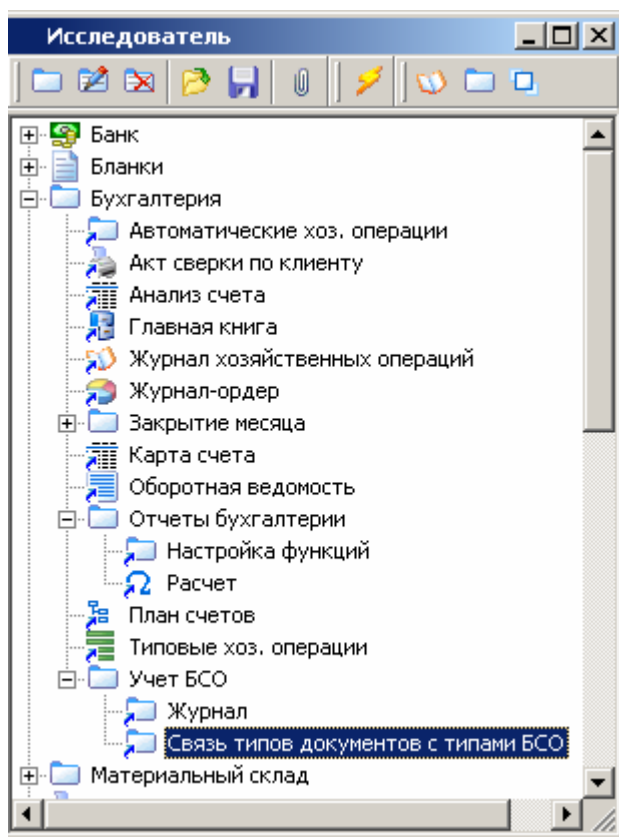 Исследователь
Банк
Бланки
Бухгалтерия
Автоматические хоз. операции
Акт сверки по клиенту
Анализ счета
Главная книга
Журнал хозяйственных операций
Журнал-ордер
Закрытие месяца
Карта счета
Оборотная ведомость
Отчеты бухгалтерии
Настройка функций
Расчет
План счетов
Типовые хоз. операции
Учет БСО
Журнал
Связь типов документов с типами БСО
Материальный склад